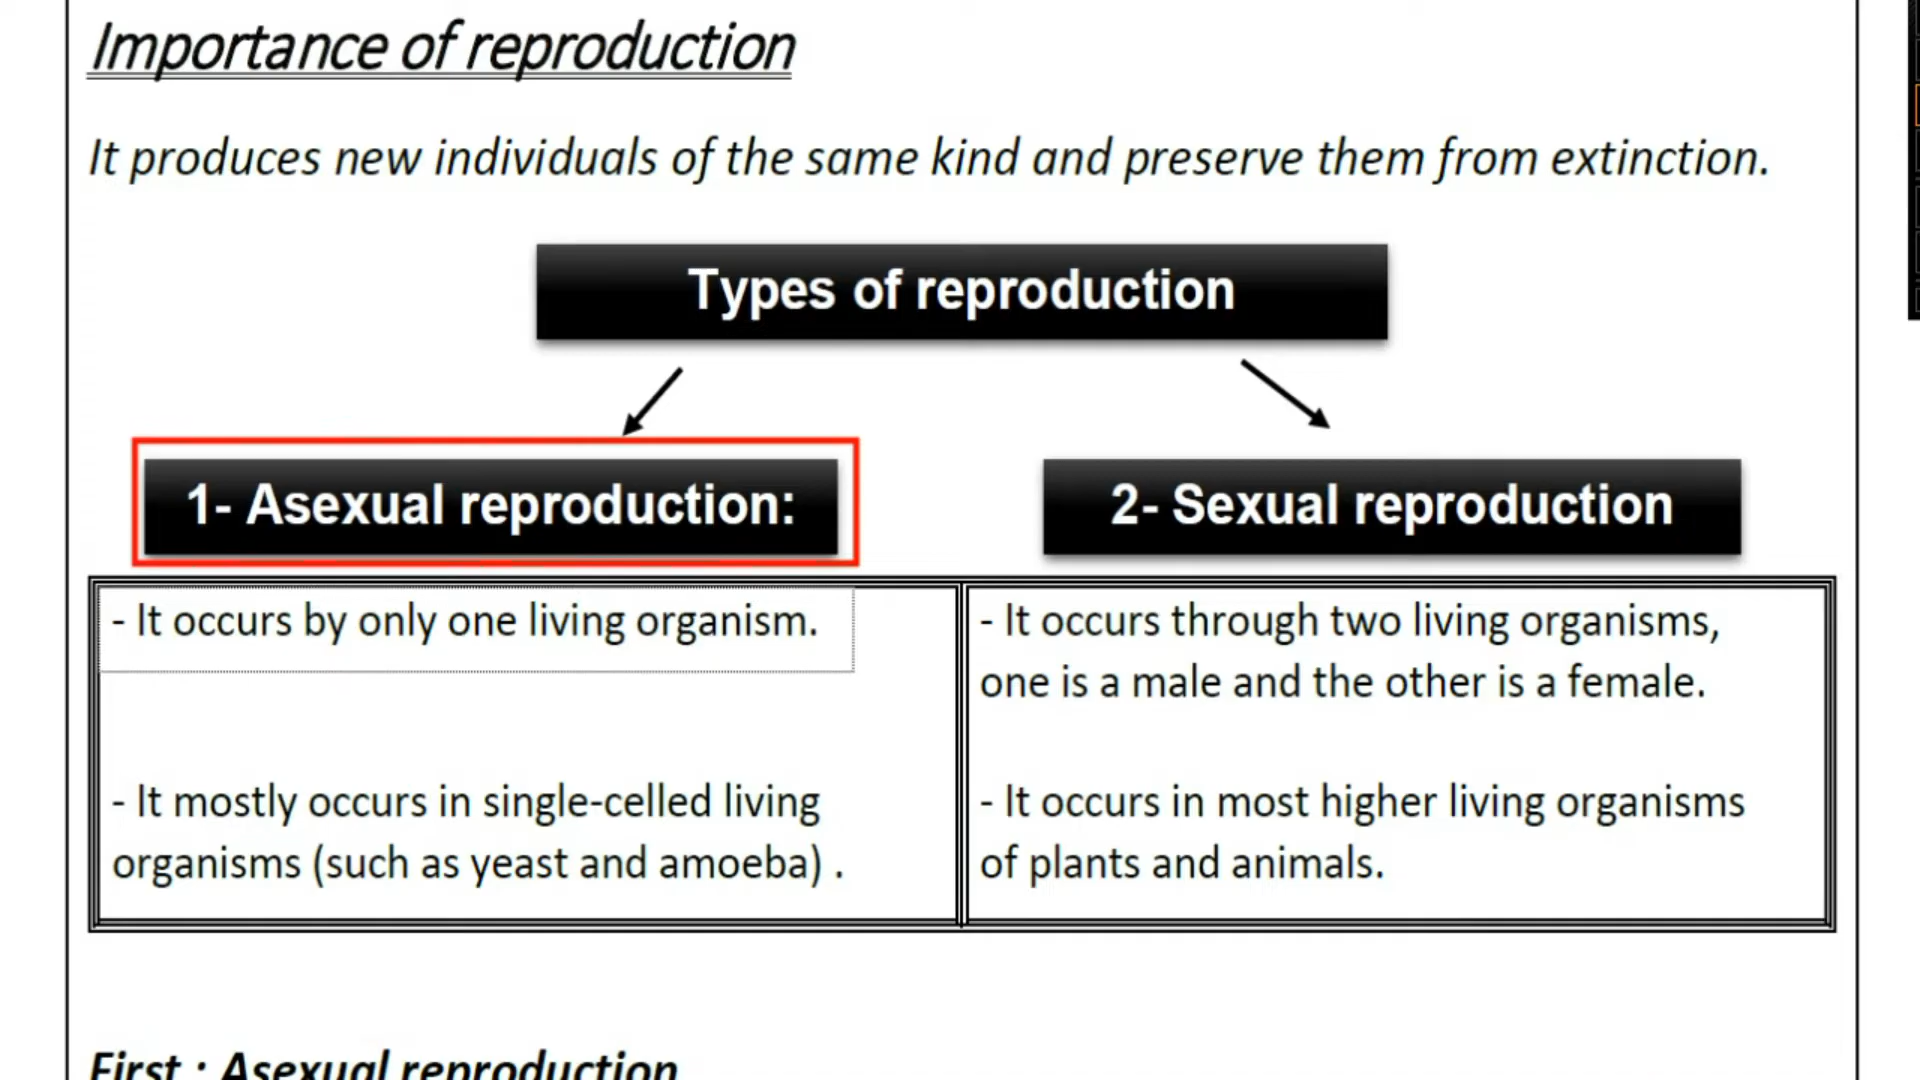 Importance of reproduction
It produces new individuals of the same kind and preserve them from extinction.
Types of reproduction
1- Asexual reproduction:
2- Sexual reproduction
- It occurs by only one living organism.
- It mostly occurs in single-celled living
organisms (such as yeast and amoeba) .
- It occurs through two living organisms,
one is a male and the other is a female.
- It occurs in most higher living organisms
of plants and animals.
First : Asexual reproduction